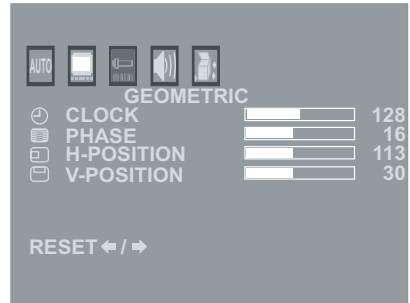 AUTO
GEOMETRIC
CLOCK 128
PHASE 16
H-POSITION 113
V-POSITION 30
RESET ← / →